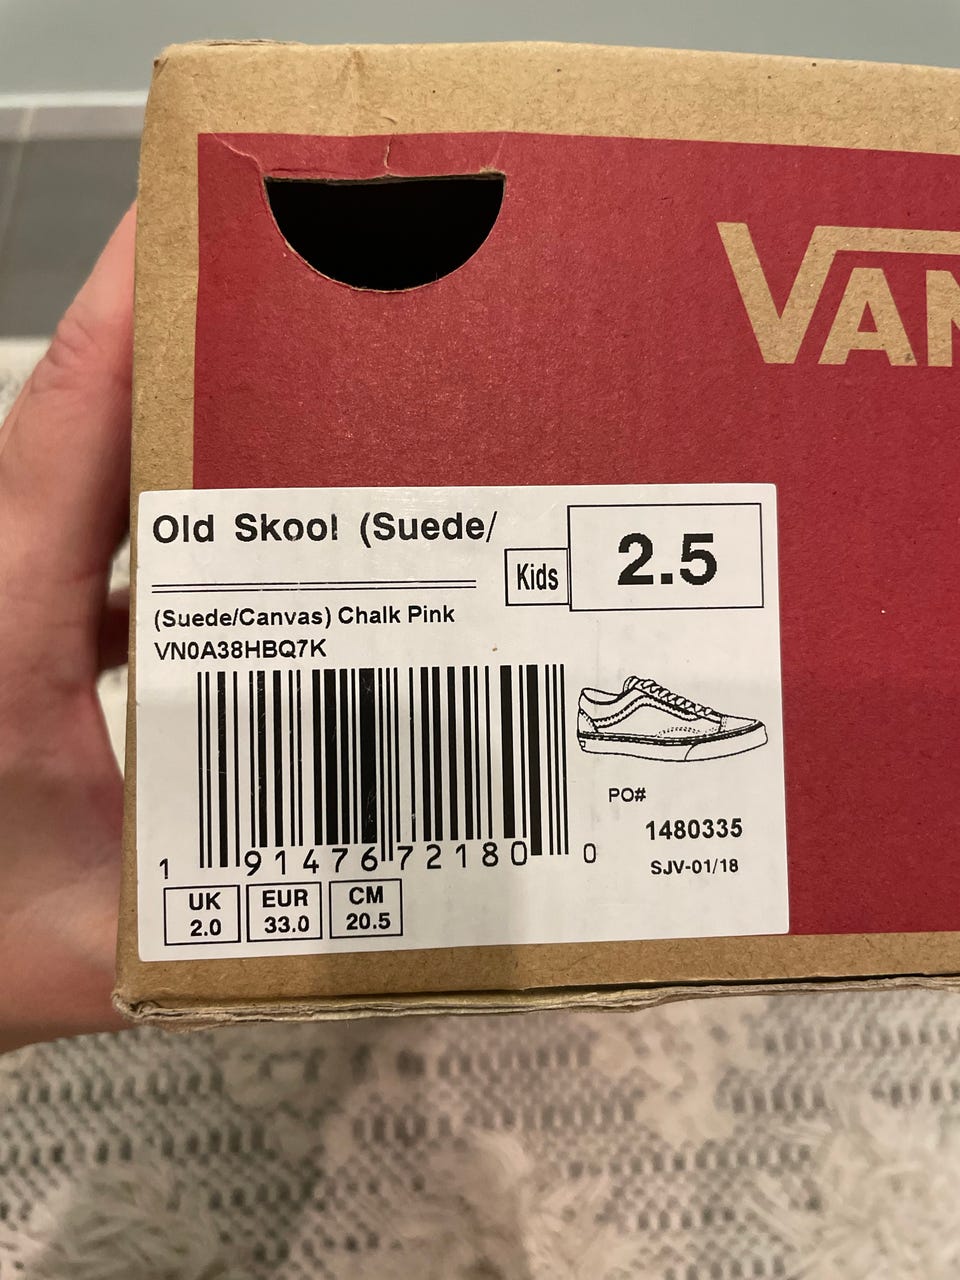 VAN
Old Skool (Suede/
Kids
2.5
(Suede/Canvas) Chalk Pink
VN0A38HBQ7K
1 91476 72180 0
PO#
1480335
SJV-01/18
UK
2.0
EUR
33.0
CM
20.5